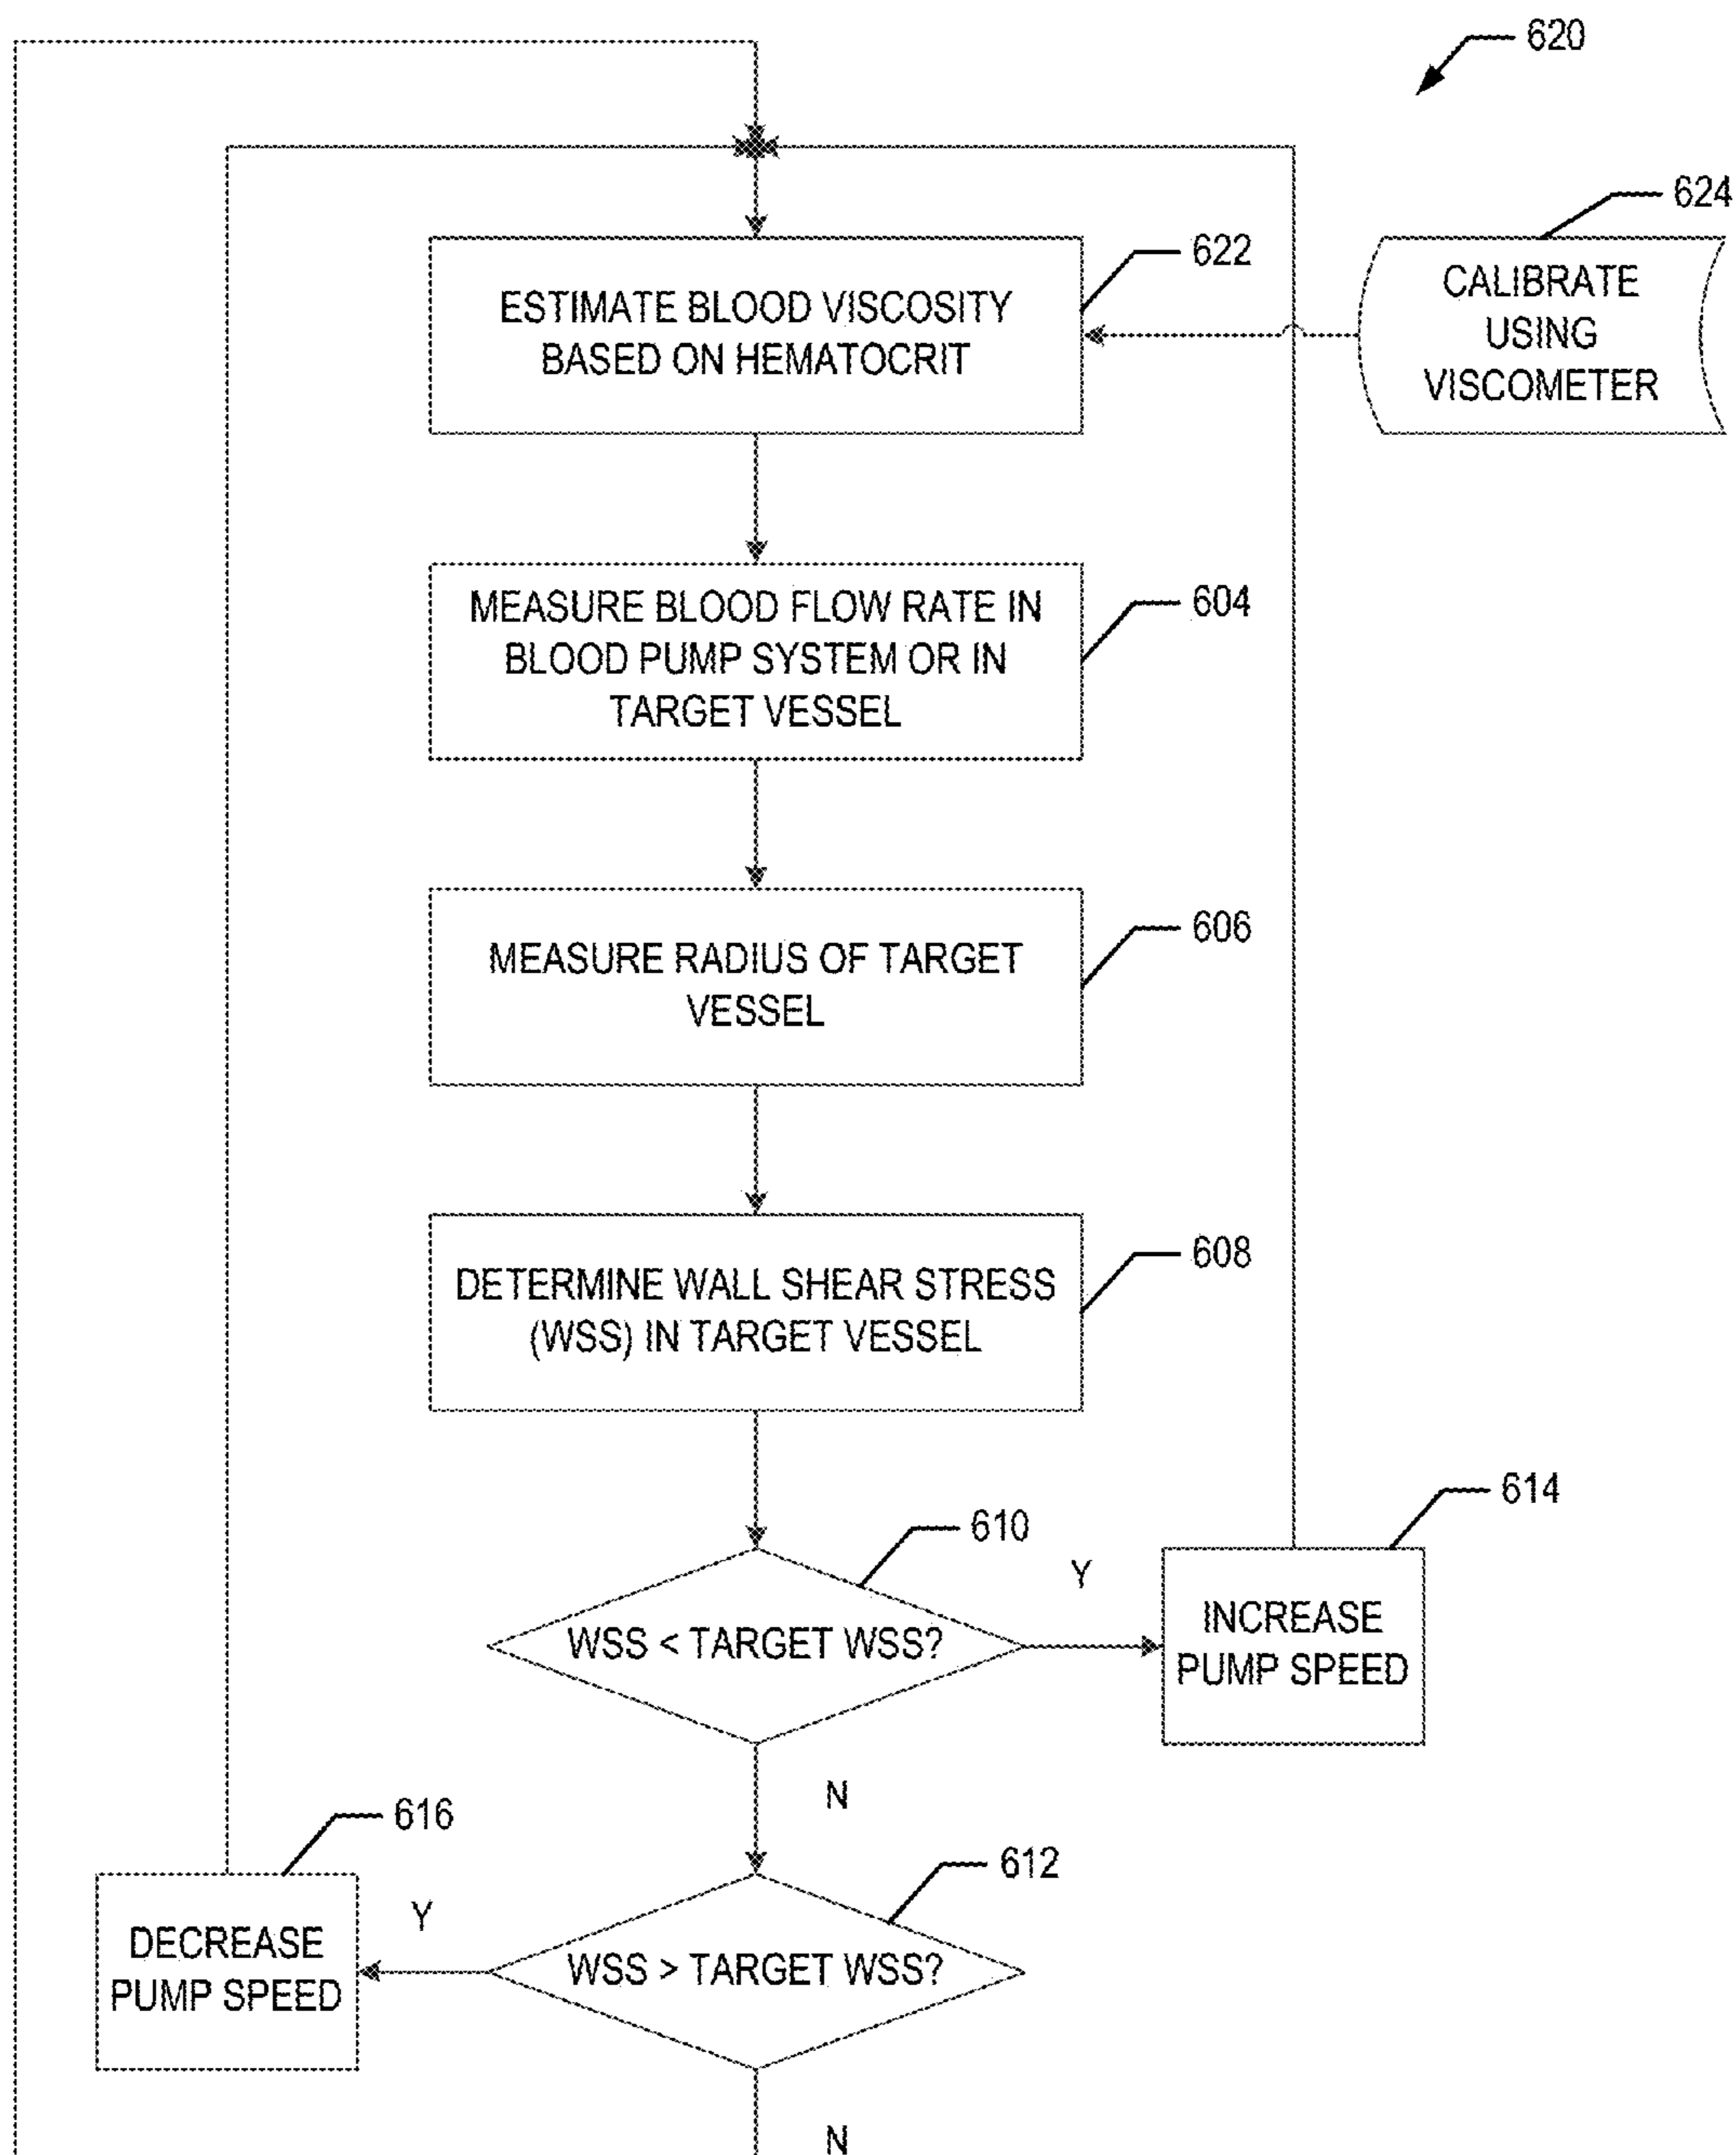 620
624
CALIBRATE
USING
VISCOMETER
622
ESTIMATE BLOOD VISCOSITY
BASED ON HEMATOCRIT
604
MEASURE BLOOD FLOW RATE IN
BLOOD PUMP SYSTEM OR IN
TARGET VESSEL
606
MEASURE RADIUS OF TARGET
VESSEL
608
DETERMINE WALL SHEAR STRESS
(WSS) IN TARGET VESSEL
610
WSS < TARGET WSS?
Y
614
INCREASE
PUMP SPEED
N
612
WSS > TARGET WSS?
Y
616
DECREASE
PUMP SPEED
N